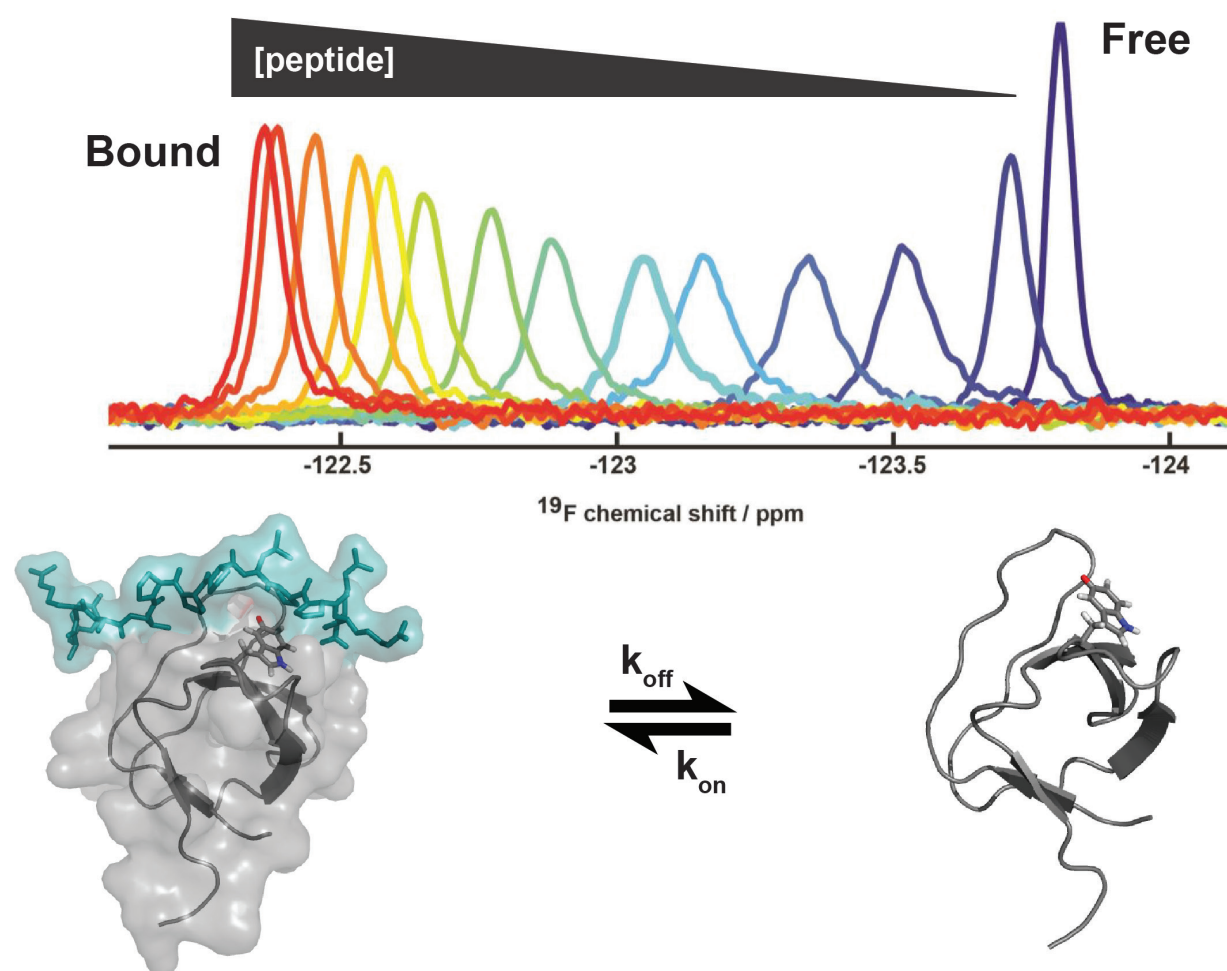 Free
[peptide]
Bound
-122.5 -123 -123.5 -124
19F chemical shift / ppm
koff
kon